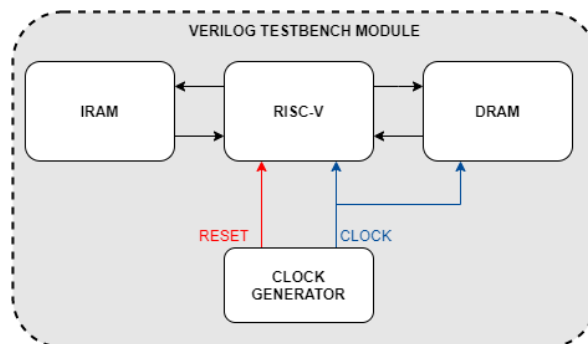 VERILOG TESTBENCH MODULE
IRAM
RISC-V
DRAM
RESET
CLOCK
CLOCK
GENERATOR